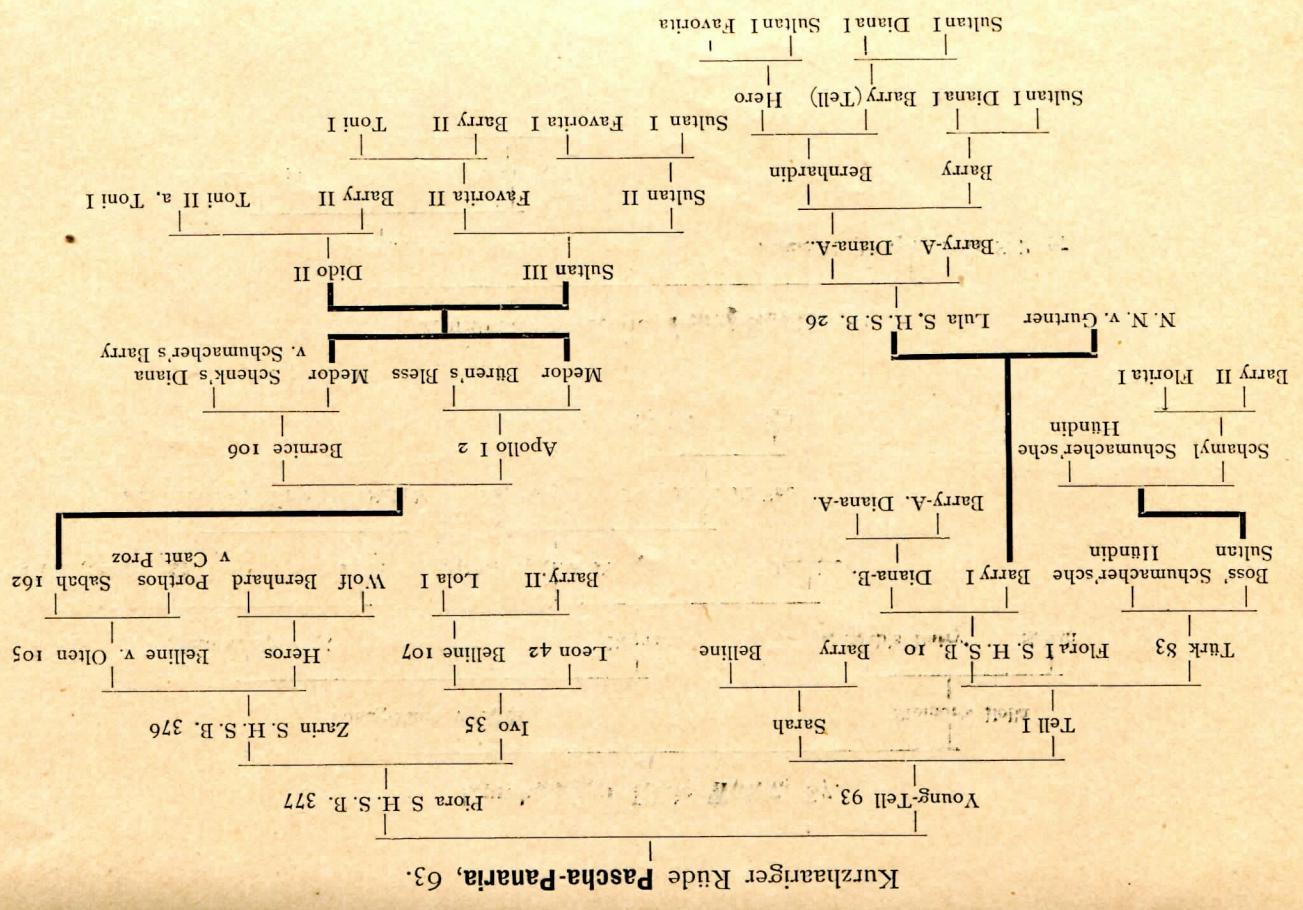 Kurzhaariger Rüde Pascha-Panaria, 63.
Young-Tell 93. Piora S H. S. B. 377
Tell I Sarah Ivo 35 Zarin S. H. S. B. 376
Türk 83 Flora I S. H. S. B. 10 Barry Belline Leon 42 Belline 107 Heros Belline v. Olten 105
Boss' Schumacher'sche Barry I Diana-B. Barry II Lola I Wolf Bernhard Porthos Sabah 162
Sultan Hündin v Cant. Proz
Barry-A. Diana-A.
Schamyl Schumacher'sche Apollo I 2 Bernice 106
Hündin
Barry II Florita I Medor Büren's Bless Medor Schenk's Diana
v. Schumacher's Barry
N. N. v. Gurtner Lula S. H. S. B. 26
Sultan III Dido II
Barry-A. Diana-A.
Sultan II Favorita II Barry II Toni II a. Toni I
Barry Bernhardin
Sultan I Favorita I Barry II Toni I
Sultan I Diana I Barry (Tell) Hero
Sultan I Diana I Sultan I Favorita